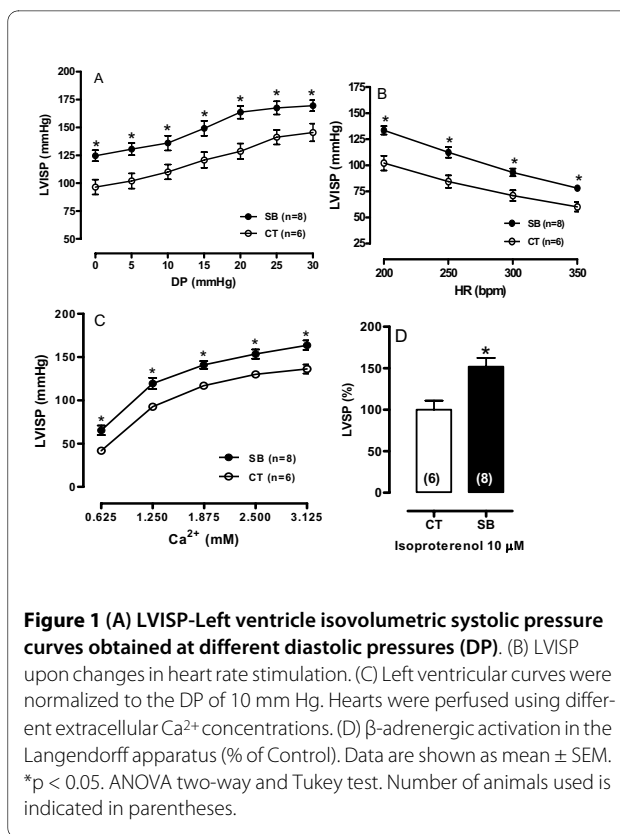 A
LVISP (mmHg)
200
175
150
125
100
75
50
* * * * * * *
SB (n=8)
CT (n=6)
0 5 10 15 20 25 30
DP (mmHg)
B
LVISP (mmHg)
175
150
125
100
75
50
25
* * * *
SB (n=8)
CT (n=6)
200 250 300 350
HR (bpm)
C
LVISP (mmHg)
200
150
100
50
0
* * * * *
SB (n=8)
CT (n=6)
0.625 1.250 1.875 2.500 3.125
Ca²⁺ (mM)
D
LVSP (%)
200
150
100
50
0
*
(6) (8)
CT SB
Isoproterenol 10 µM
Figure 1 (A) LVISP-Left ventricle isovolumetric systolic pressure
curves obtained at different diastolic pressures (DP). (B) LVISP
upon changes in heart rate stimulation. (C) Left ventricular curves were
normalized to the DP of 10 mm Hg. Hearts were perfused using differ-
ent extracellular Ca²⁺ concentrations. (D) β-adrenergic activation in the
Langendorff apparatus (% of Control). Data are shown as mean ± SEM.
*p < 0.05. ANOVA two-way and Tukey test. Number of animals used is
indicated in parentheses.